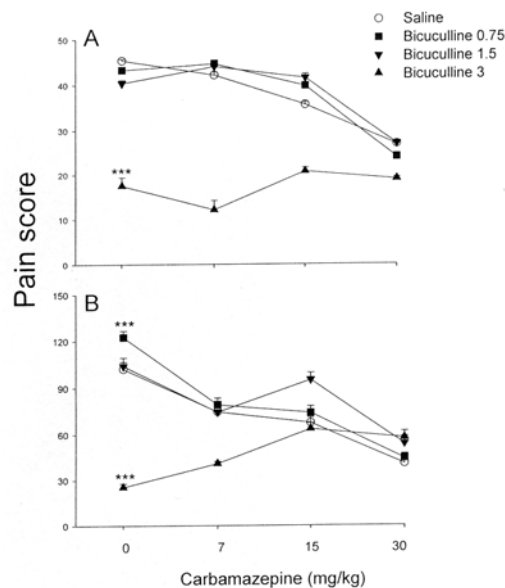 Saline
Bicuculline 0.75
Bicuculline 1.5
Bicuculline 3
A
50
40
30
20
10
0
***
Pain score
B
150
120
90
60
30
0
***
***
0 7 15 30
Carbamazepine (mg/kg)